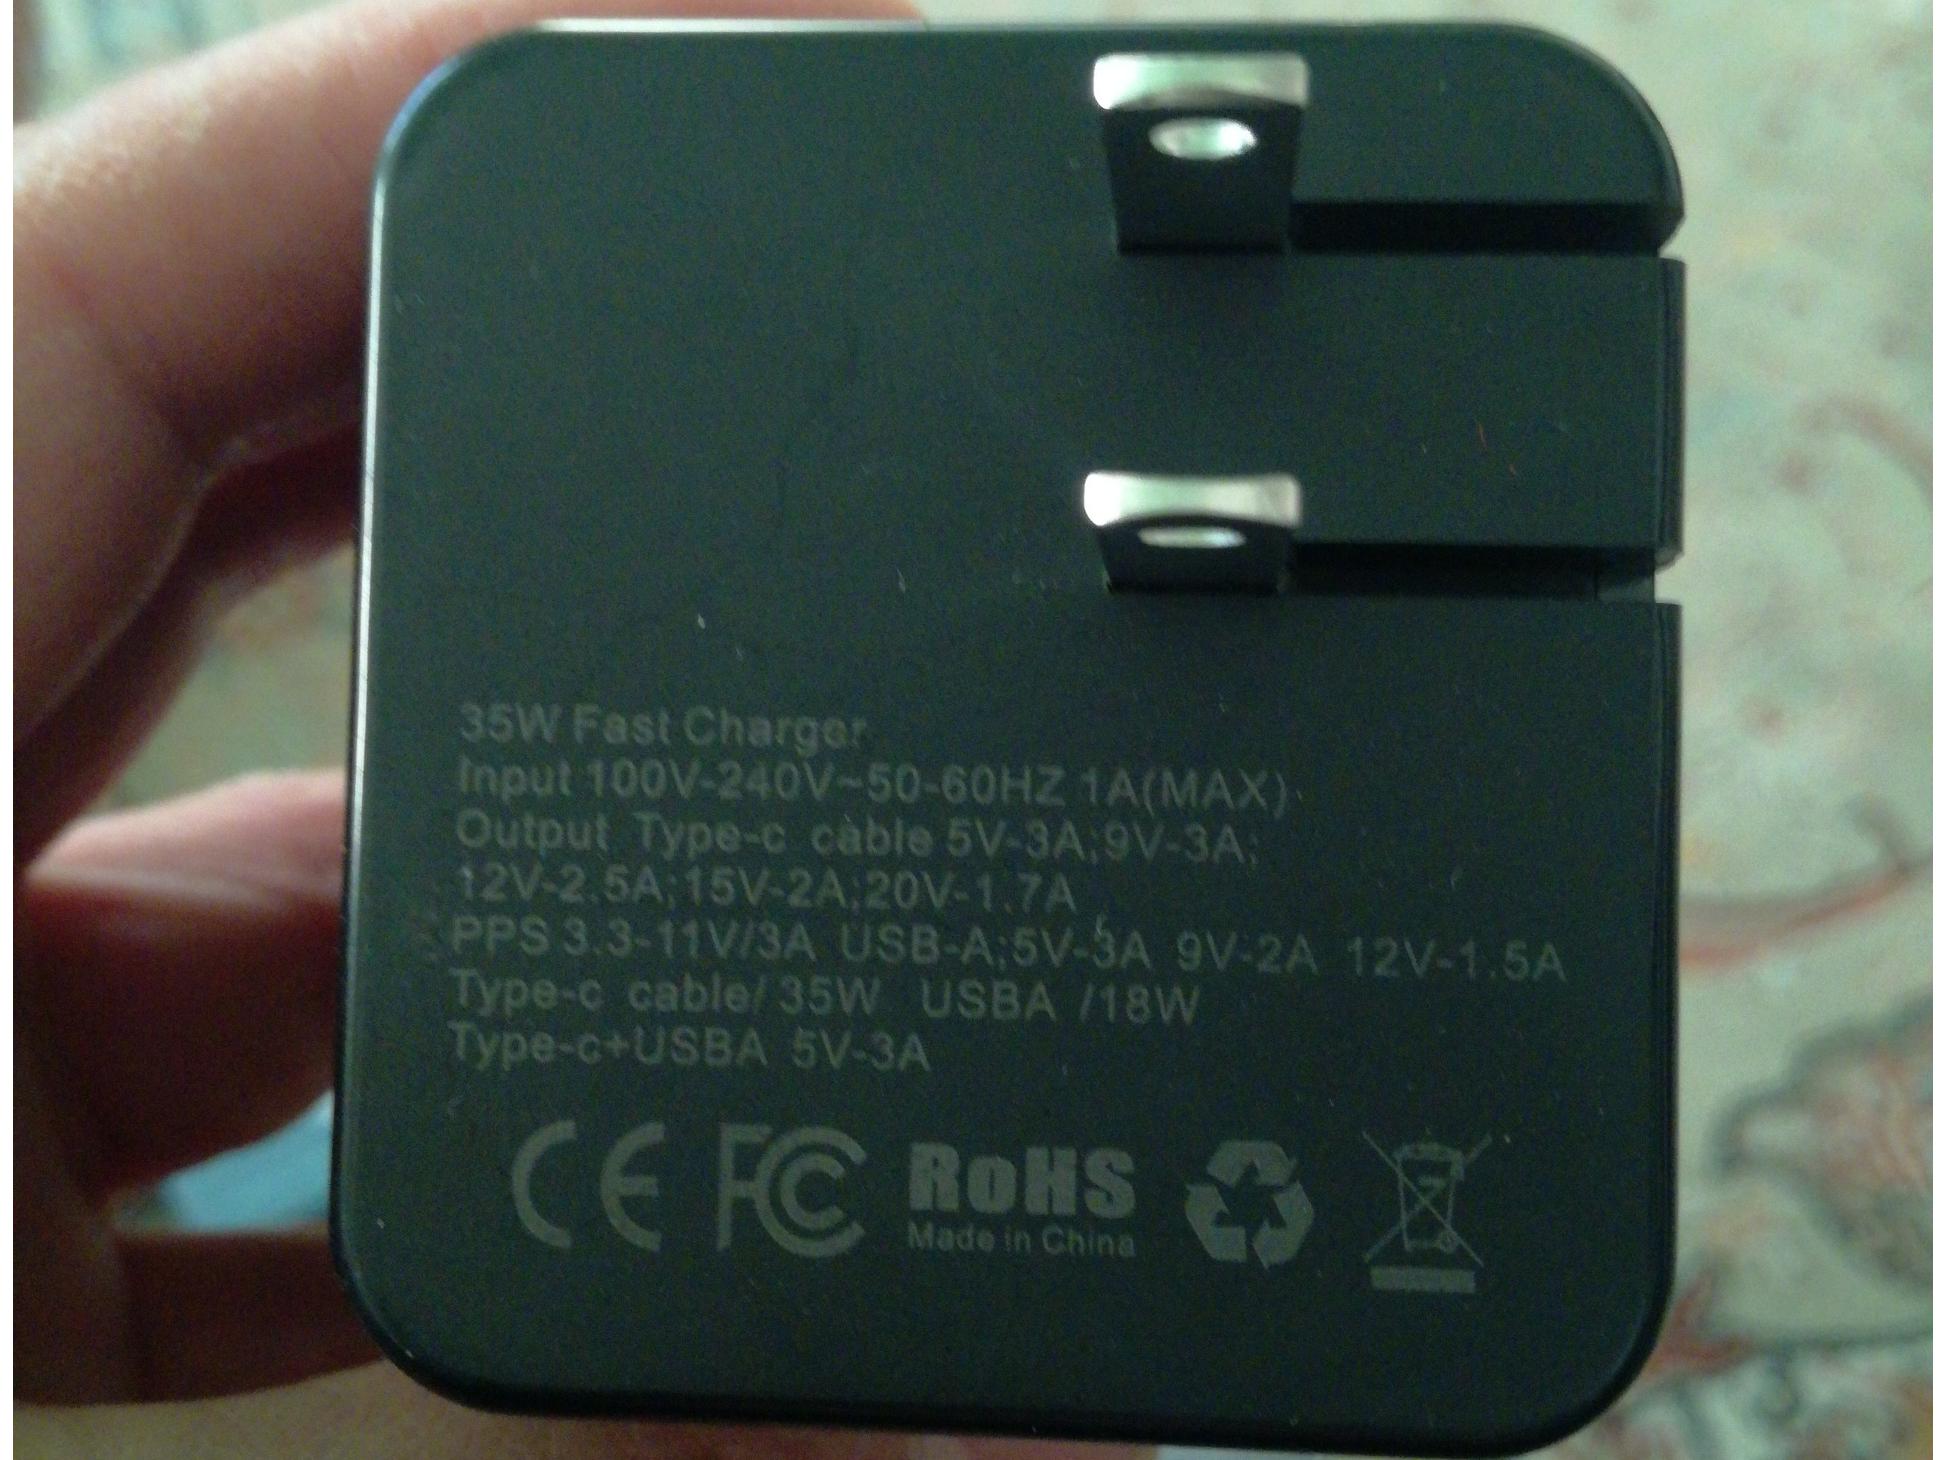 35W Fast Charger
Input 100V-240V~50-60HZ 1A(MAX)
Output Type-c cable 5V-3A;9V-3A;
12V-2.5A;15V-2A;20V-1.7A
PPS 3.3-11V/3A USB-A;5V-3A 9V-2A 12V-1.5A
Type-c cable/ 35W USBA /18W
Type-c+USBA 5V-3A
CE FC RoHS
Made in China